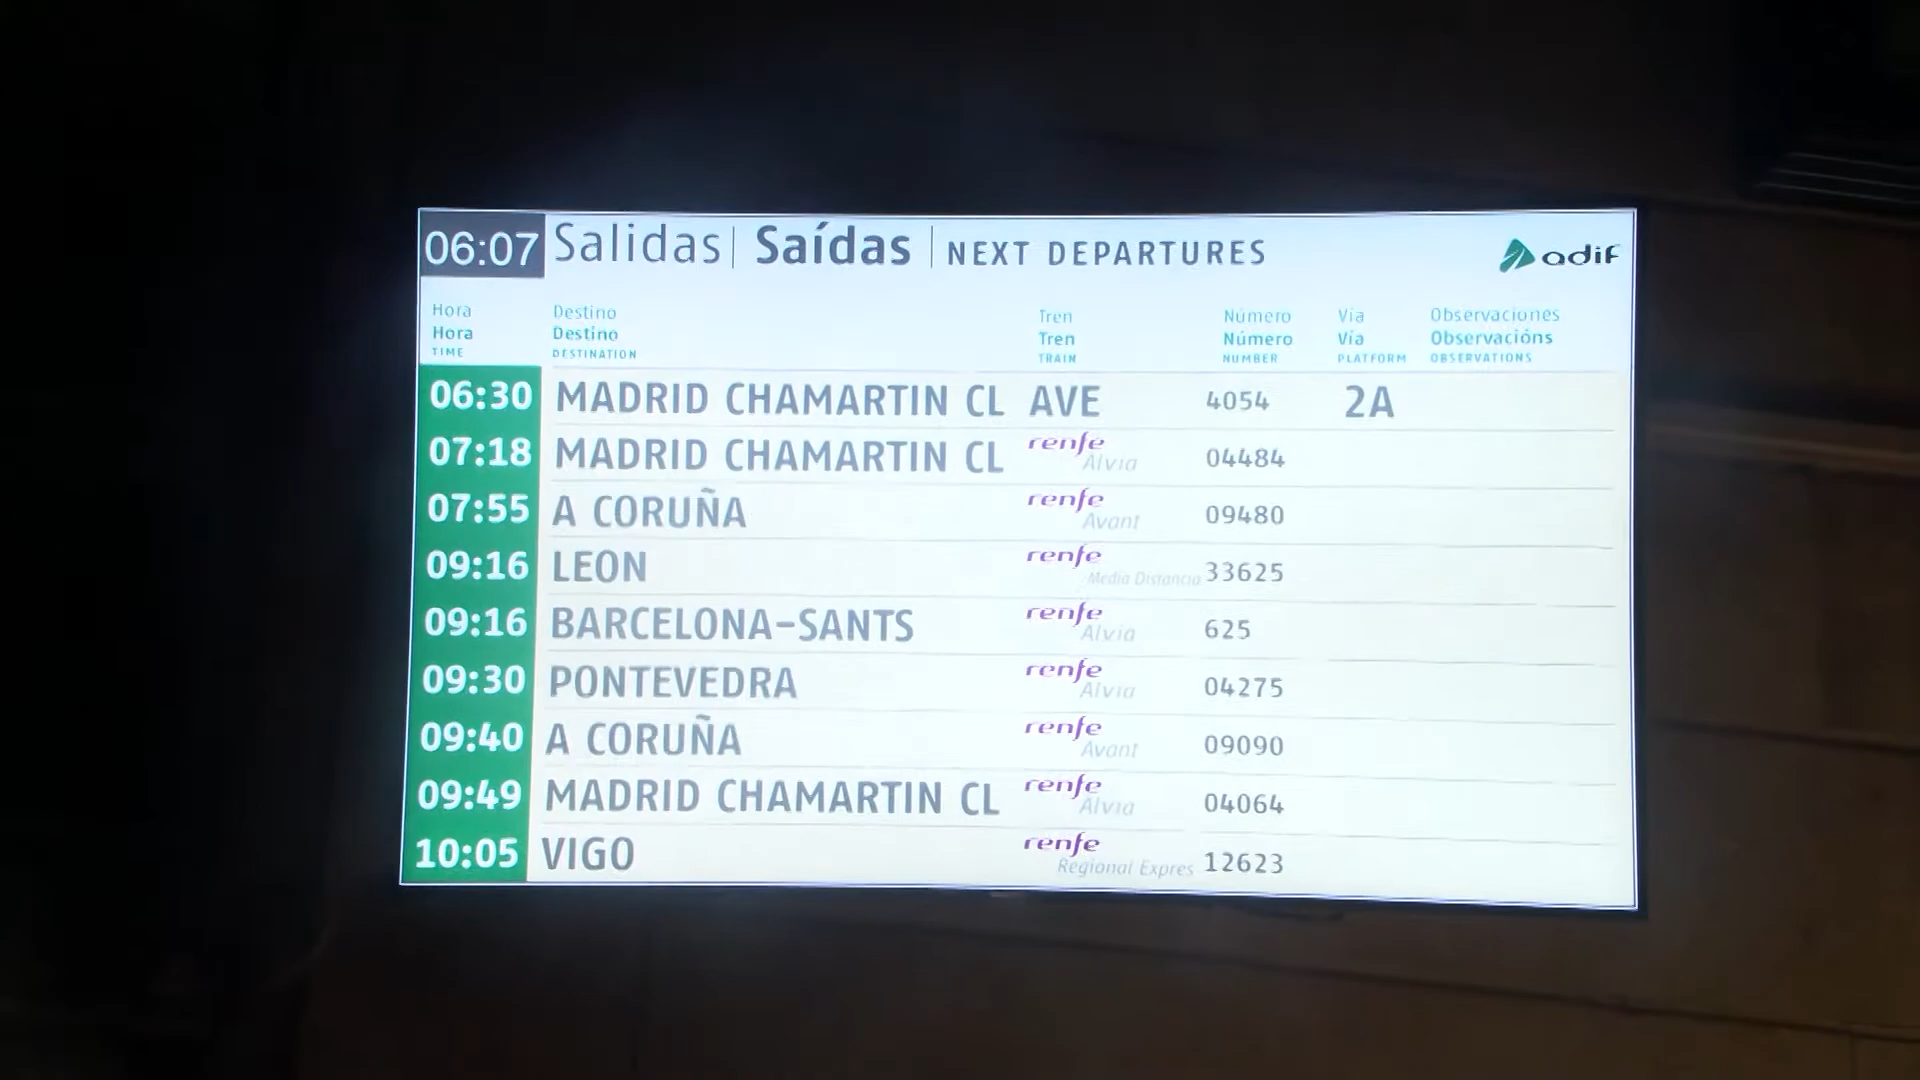 06:07 Salidas | Saídas | NEXT DEPARTURES adif
Hora Destino Tren Número Vía Observaciones
Hora Destino Tren Número Vía Observacións
TIME DESTINATION TRAIN NUMBER PLATFORM OBSERVATIONS
06:30 MADRID CHAMARTIN CL AVE 4054 2A
07:18 MADRID CHAMARTIN CL renfe Alvia 04484
07:55 A CORUÑA renfe Avant 09480
09:16 LEON renfe Media Distancia 33625
09:16 BARCELONA-SANTS renfe Alvia 625
09:30 PONTEVEDRA renfe Alvia 04275
09:40 A CORUÑA renfe Avant 09090
09:49 MADRID CHAMARTIN CL renfe Alvia 04064
10:05 VIGO renfe Regional Expres 12623